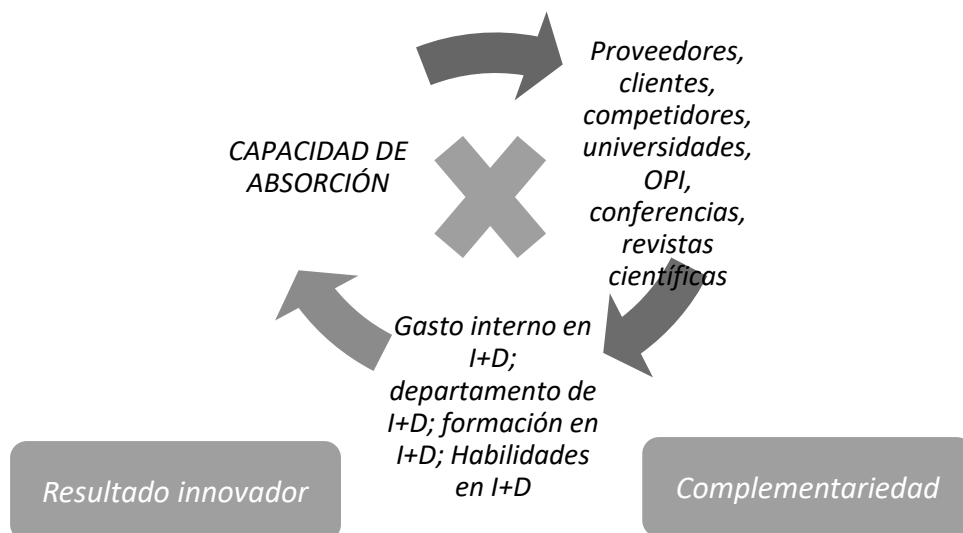 Proveedores,
clientes,
competidores,
universidades,
OPI,
conferencias,
revistas
científicas
CAPACIDAD DE
ABSORCIÓN
Gasto interno en
I+D;
departamento de
I+D; formación en
I+D; Habilidades
en I+D
Resultado innovador
Complementariedad